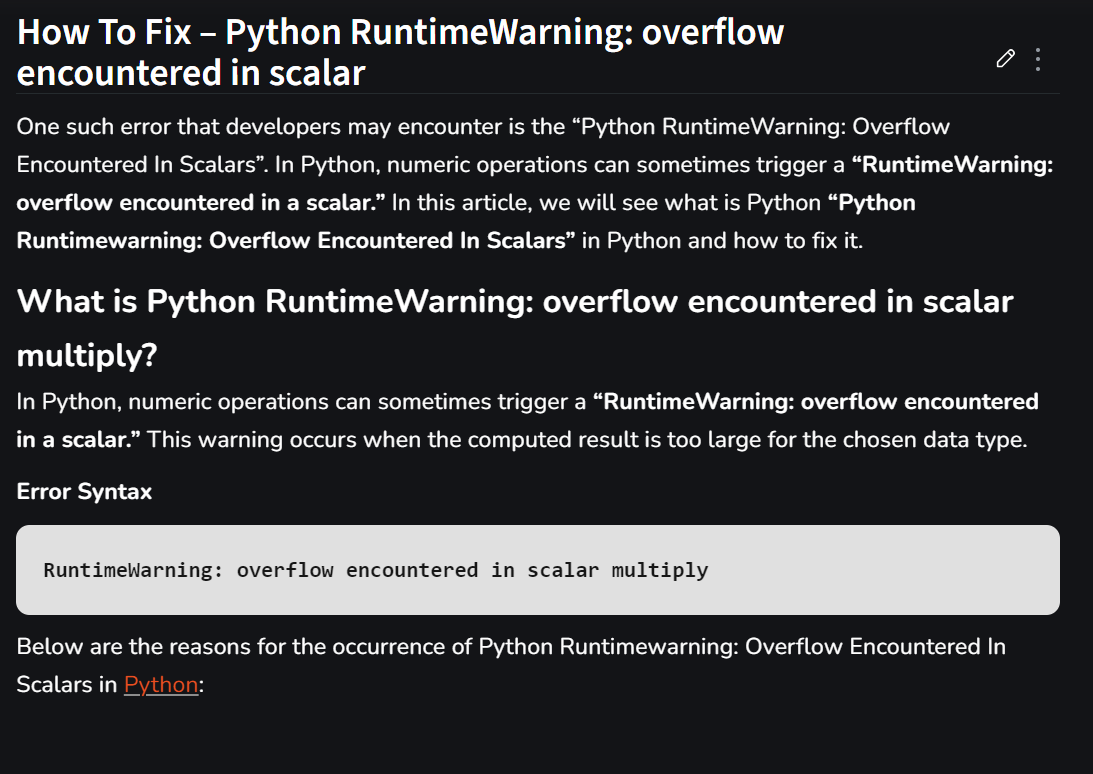 How To Fix – Python RuntimeWarning: overflow
encountered in scalar
One such error that developers may encounter is the “Python RuntimeWarning: Overflow
Encountered In Scalars”. In Python, numeric operations can sometimes trigger a “RuntimeWarning:
overflow encountered in a scalar.” In this article, we will see what is Python “Python
Runtimewarning: Overflow Encountered In Scalars” in Python and how to fix it.
What is Python RuntimeWarning: overflow encountered in scalar
multiply?
In Python, numeric operations can sometimes trigger a “RuntimeWarning: overflow encountered
in a scalar.” This warning occurs when the computed result is too large for the chosen data type.
Error Syntax
RuntimeWarning: overflow encountered in scalar multiply
Below are the reasons for the occurrence of Python Runtimewarning: Overflow Encountered In
Scalars in Python: